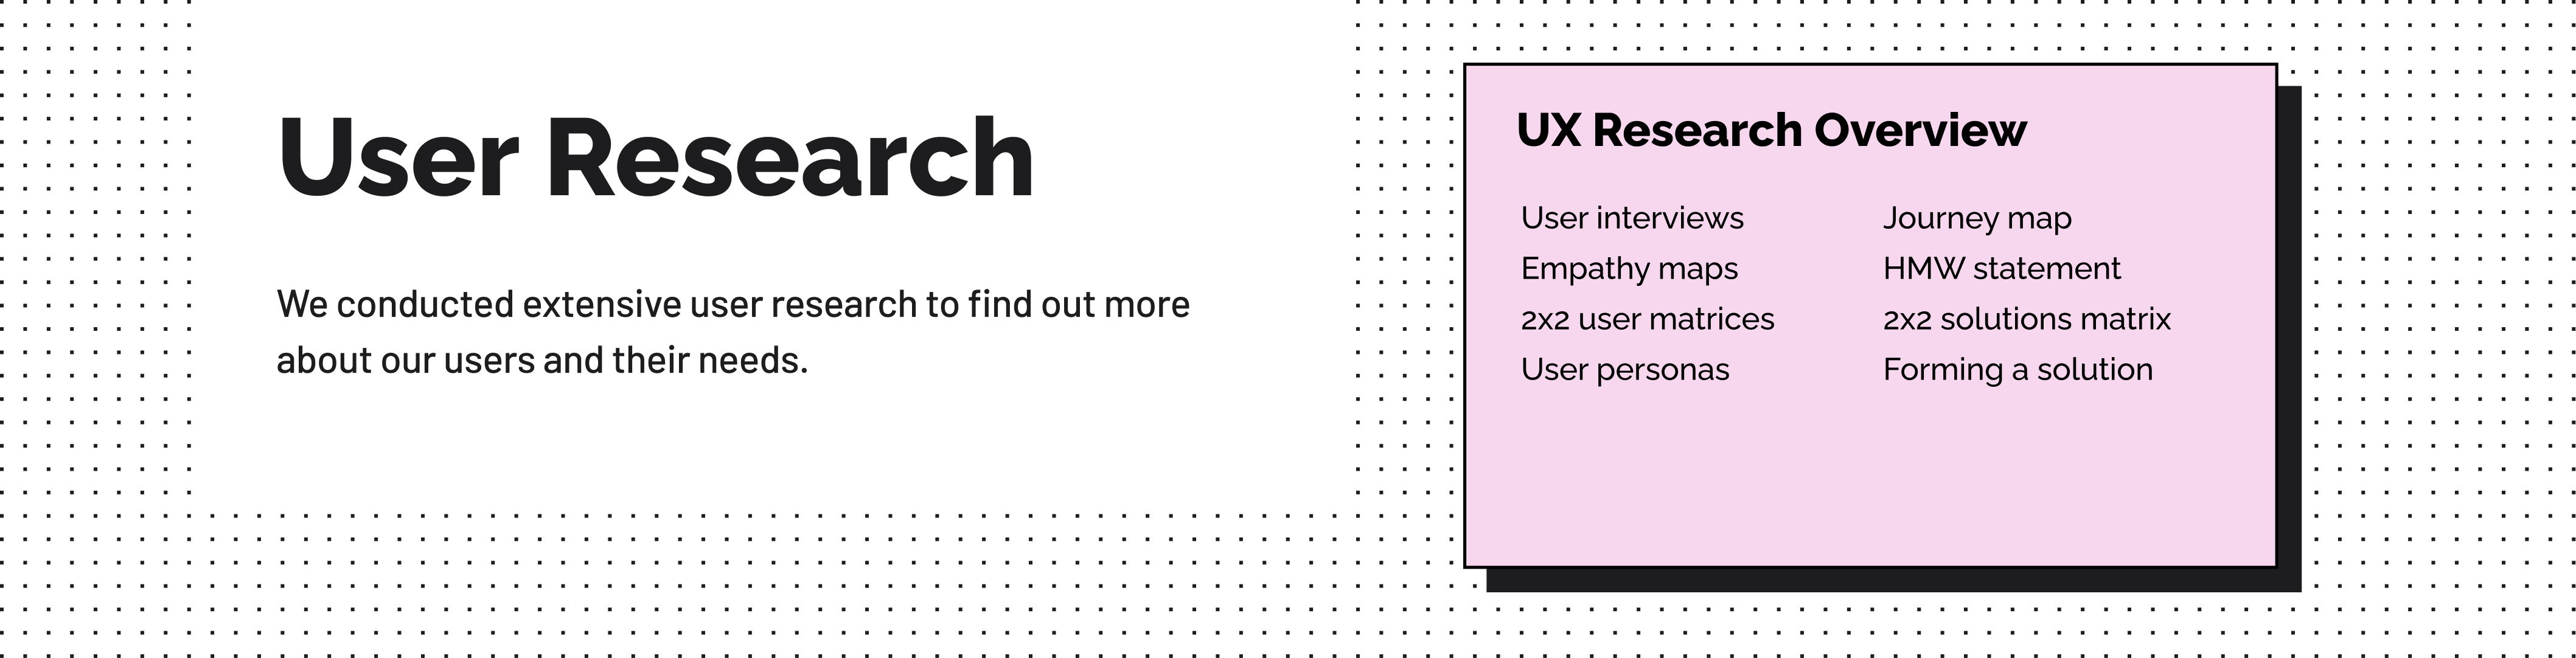 User Research
We conducted extensive user research to find out more
about our users and their needs.
UX Research Overview
User interviews
Empathy maps
2x2 user matrices
User personas
Journey map
HMW statement
2x2 solutions matrix
Forming a solution